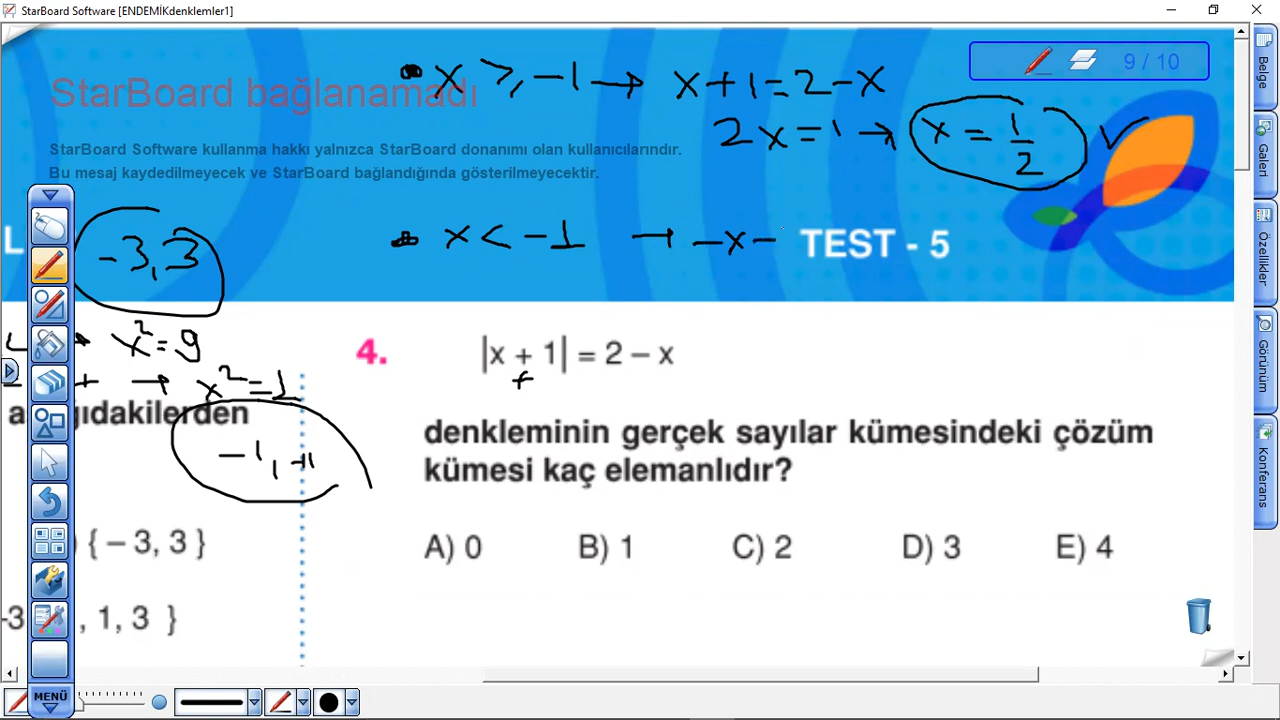 StarBoard Software [ENDEMİKdenklemler1]
StarBoard bağlanamadı
StarBoard Software kullanma hakkı yalnızca StarBoard donanımı olan kullanıcılarındır.
Bu mesaj kaydedilmeyecek ve StarBoard bağlandığında gösterilmeyecektir.
9 / 10
x ≥ -1 → x+1=2-x
2x=1 → x = 1/2 ✓
x < -1 → -x-
TEST - 5
L
-3,3
x²=9
+ → x²=1
a
ğıdakilerden
-1, +1
) { – 3, 3 }
-3
, 1, 3 }
4. |x + 1| = 2 – x
+
denkleminin gerçek sayılar kümesindeki çözüm
kümesi kaç elemanlıdır?
A) 0 B) 1 C) 2 D) 3 E) 4
Belge
Galeri
Özellikler
Görünüm
Konferans
MENÜ